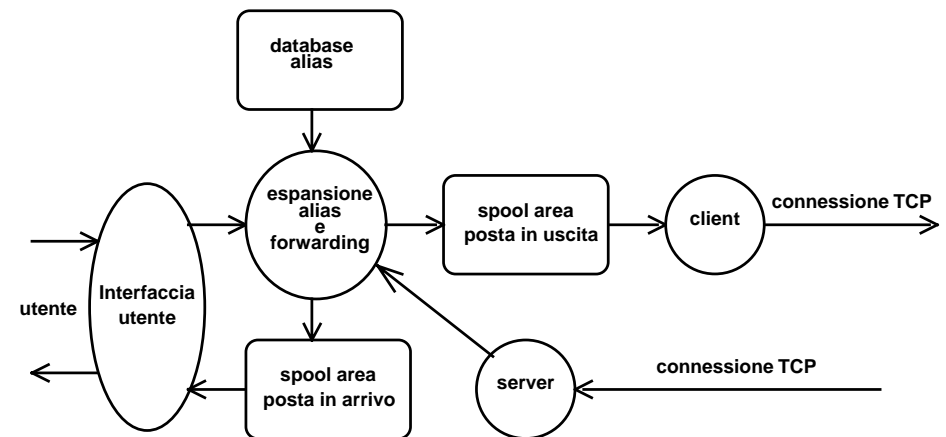 database
alias
espansione
alias
e
forwarding
spool area
posta in uscita
client
connessione TCP
utente
Interfaccia
utente
spool area
posta in arrivo
server
connessione TCP